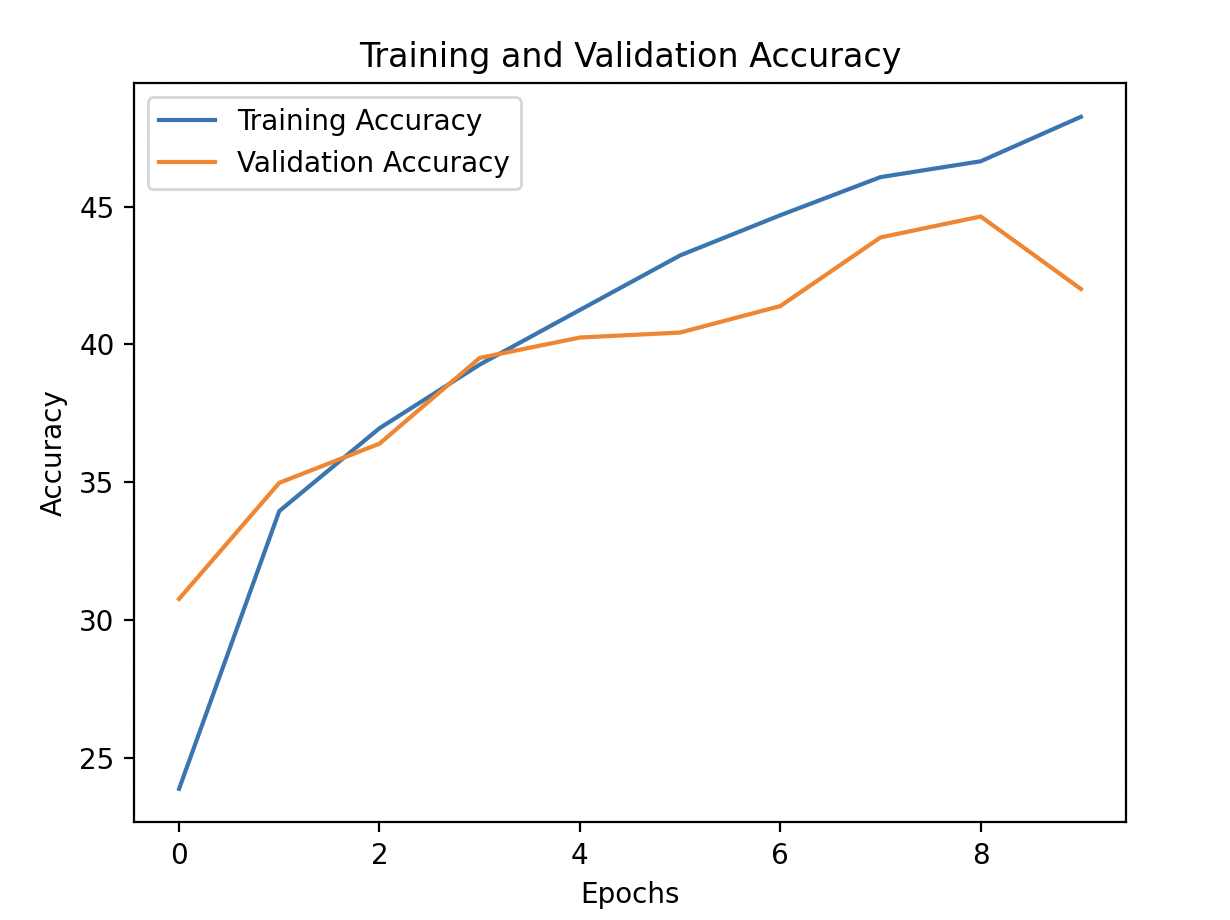 Training and Validation Accuracy
Training Accuracy
Validation Accuracy
45
40
35
30
25
Accuracy
0 2 4 6 8
Epochs